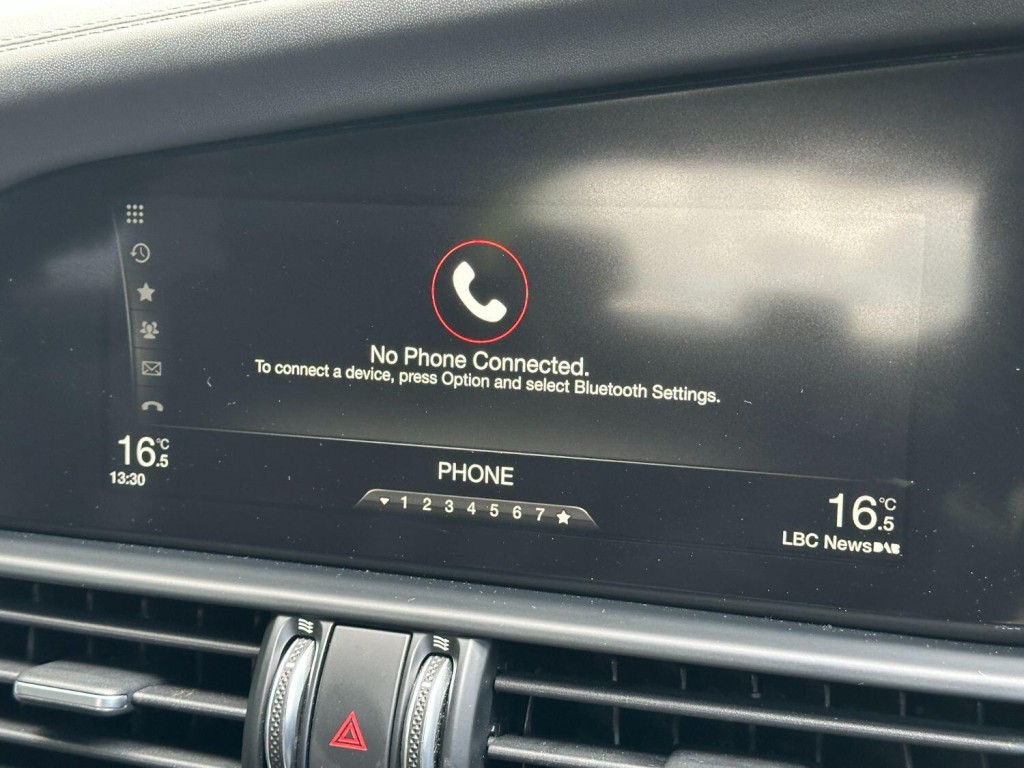 No Phone Connected.
To connect a device, press Option and select Bluetooth Settings.
16.5°C
13:30
PHONE
1 2 3 4 5 6 7
16.5°C
LBC News DAB